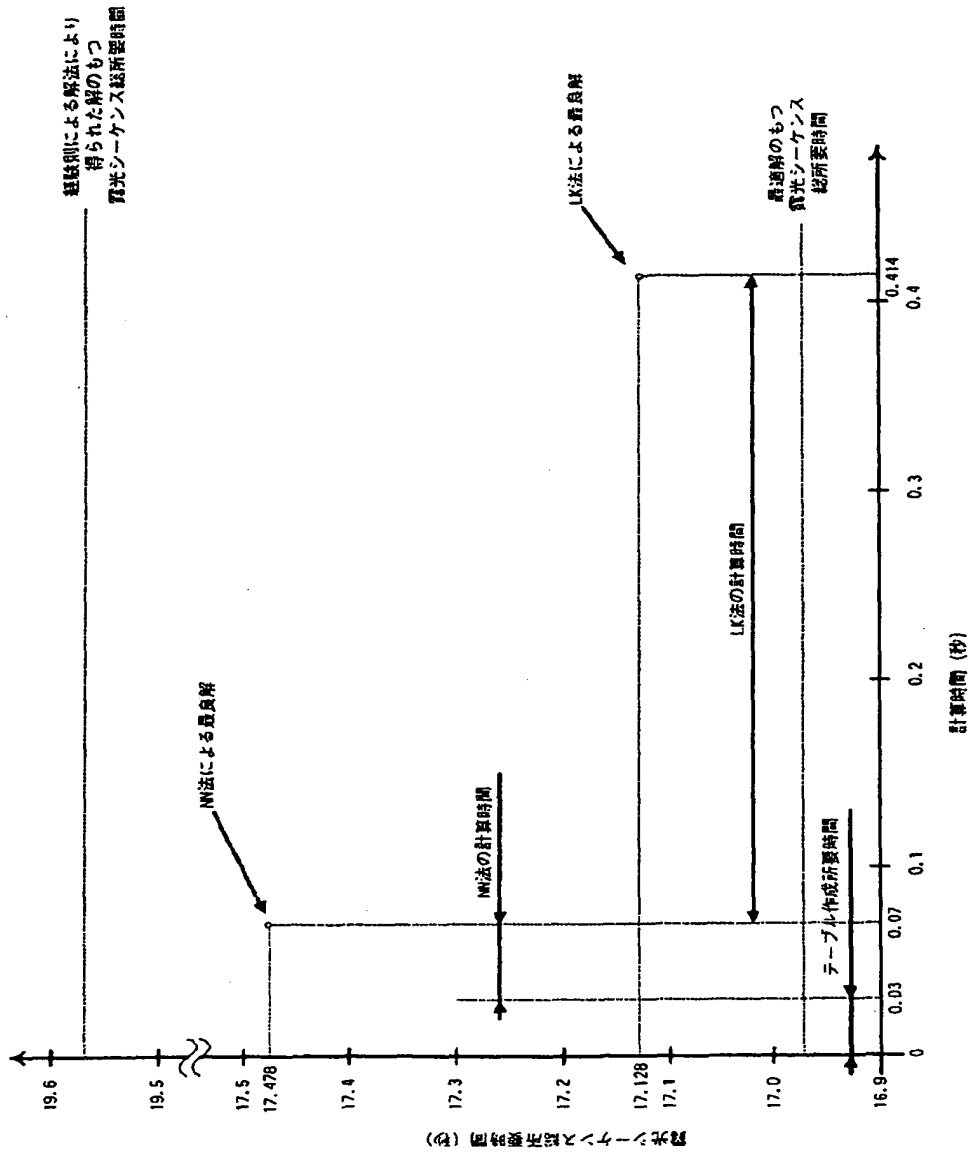 経験則による解法により
得られた解のもつ
露光シーケンス総所要時間
19.6
19.5
17.5
17.478
17.4
17.3
17.2
17.128
17.1
17.0
16.9
露光シーケンス総所要時間 (秒)
NN法による最良解
LK法による最良解
NN法の計算時間
LK法の計算時間
テーブル作成所要時間
最適解のもつ
露光シーケンス
総所要時間
0
0.03
0.07
0.1
0.2
0.3
0.4
0.414
計算時間 (秒)